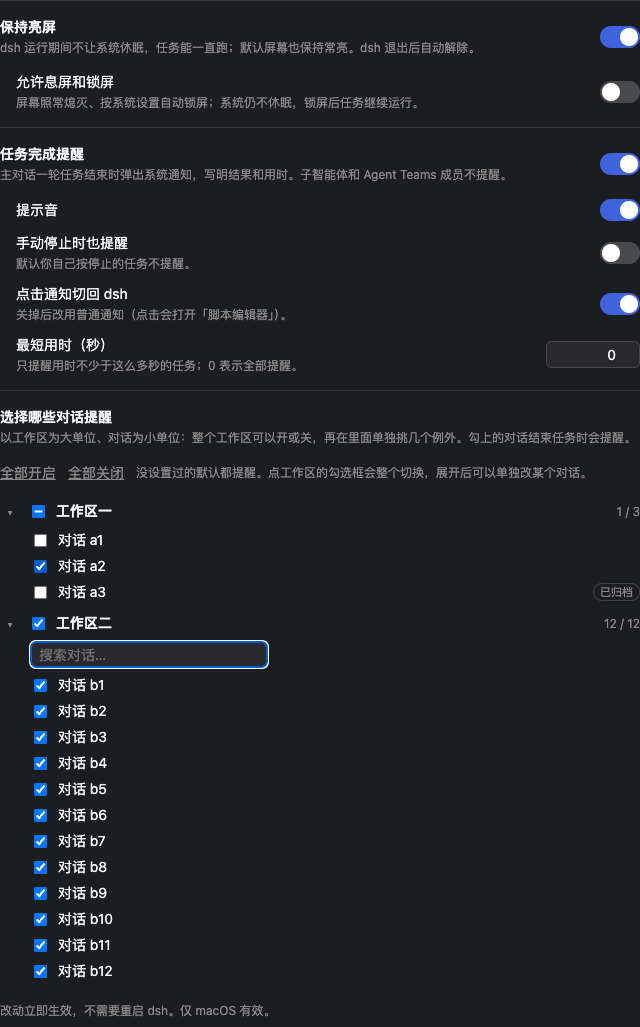 保持亮屏
dsh 运行期间不让系统休眠，任务能一直跑；默认屏幕也保持常亮。dsh 退出后自动解除。
允许息屏和锁屏
屏幕照常熄灭、按系统设置自动锁屏；系统仍不休眠，锁屏后任务继续运行。
任务完成提醒
主对话一轮任务结束时弹出系统通知，写明结果和用时。子智能体和 Agent Teams 成员不提醒。
提示音
手动停止时也提醒
默认你自己按停止的任务不提醒。
点击通知切回 dsh
关掉后改用普通通知（点击会打开「脚本编辑器」）。
最短用时（秒）
只提醒用时不少于这么多秒的任务；0 表示全部提醒。
0
选择哪些对话提醒
以工作区为大单位、对话为小单位：整个工作区可以开或关，再在里面单独挑几个例外。勾上的对话结束任务时会提醒。
全部开启 全部关闭 没设置过的默认都提醒。点工作区的勾选框会整个切换，展开后可以单独改某个对话。
工作区一 1 / 3
对话 a1
对话 a2
对话 a3 已归档
工作区二 12 / 12
搜索对话...
对话 b1
对话 b2
对话 b3
对话 b4
对话 b5
对话 b6
对话 b7
对话 b8
对话 b9
对话 b10
对话 b11
对话 b12
改动立即生效，不需要重启 dsh。仅 macOS 有效。